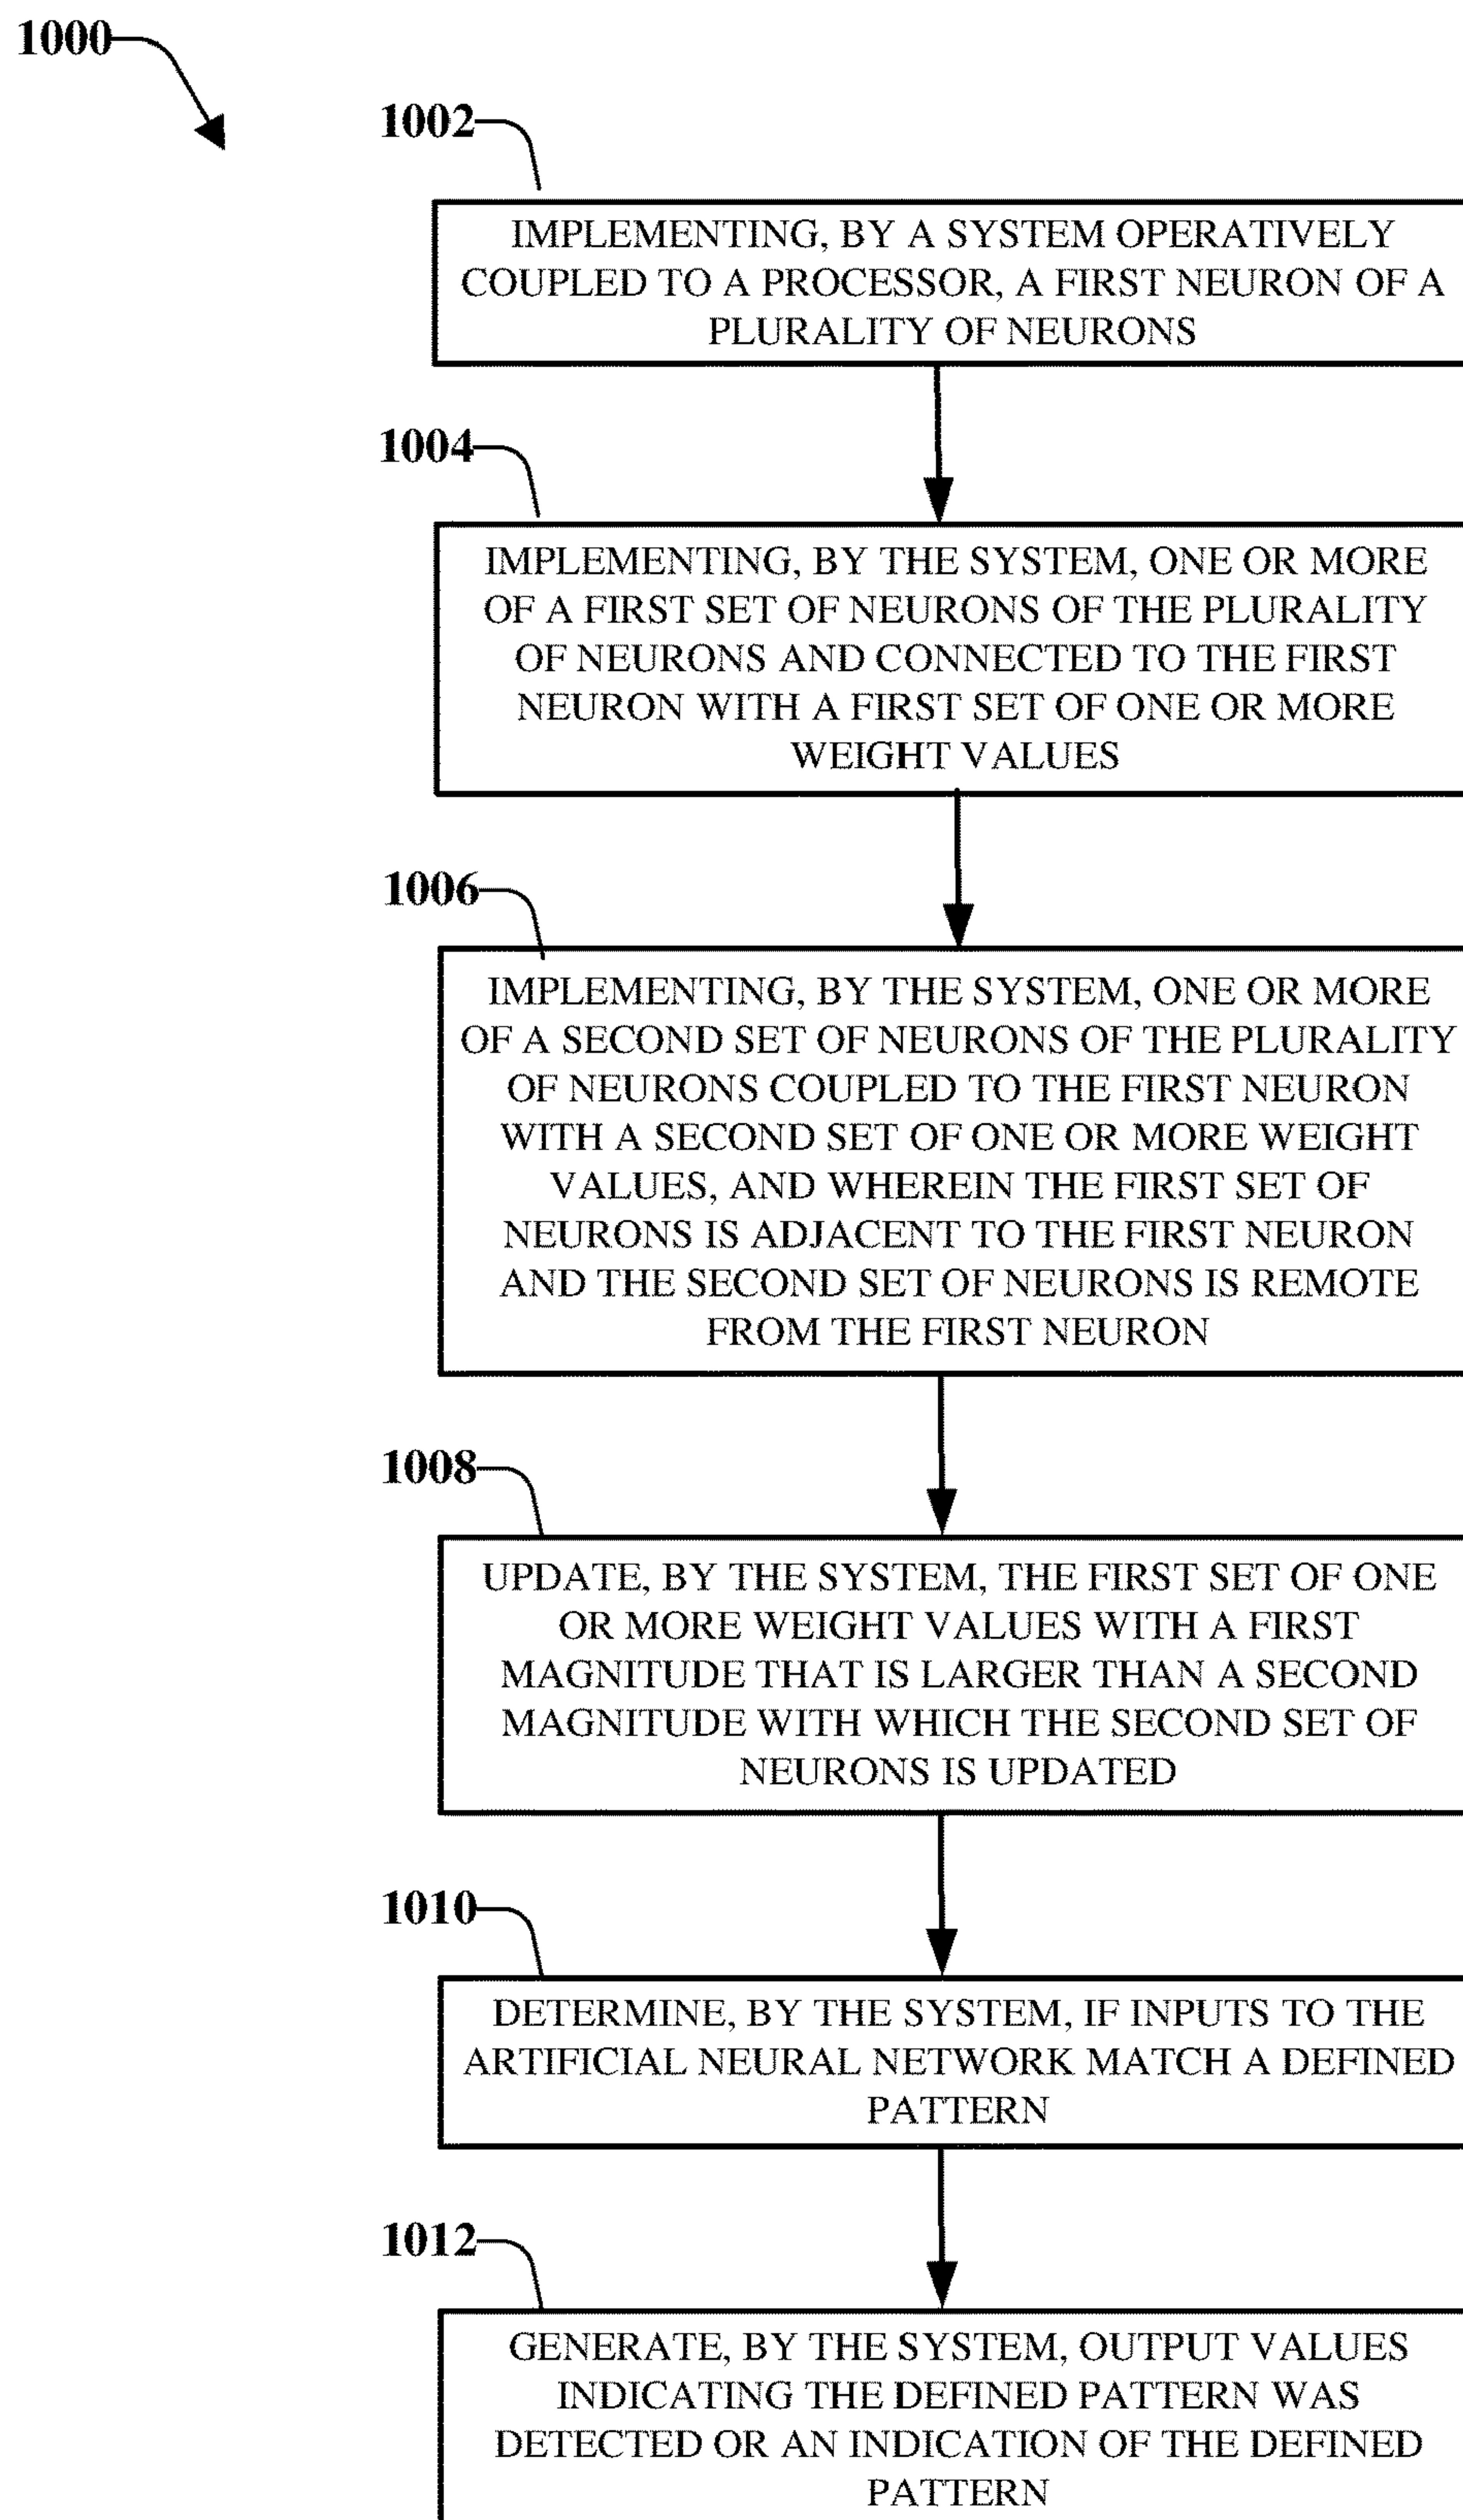 1000
1002
IMPLEMENTING, BY A SYSTEM OPERATIVELY
COUPLED TO A PROCESSOR, A FIRST NEURON OF A
PLURALITY OF NEURONS
1004
IMPLEMENTING, BY THE SYSTEM, ONE OR MORE
OF A FIRST SET OF NEURONS OF THE PLURALITY
OF NEURONS AND CONNECTED TO THE FIRST
NEURON WITH A FIRST SET OF ONE OR MORE
WEIGHT VALUES
1006
IMPLEMENTING, BY THE SYSTEM, ONE OR MORE
OF A SECOND SET OF NEURONS OF THE PLURALITY
OF NEURONS COUPLED TO THE FIRST NEURON
WITH A SECOND SET OF ONE OR MORE WEIGHT
VALUES, AND WHEREIN THE FIRST SET OF
NEURONS IS ADJACENT TO THE FIRST NEURON
AND THE SECOND SET OF NEURONS IS REMOTE
FROM THE FIRST NEURON
1008
UPDATE, BY THE SYSTEM, THE FIRST SET OF ONE
OR MORE WEIGHT VALUES WITH A FIRST
MAGNITUDE THAT IS LARGER THAN A SECOND
MAGNITUDE WITH WHICH THE SECOND SET OF
NEURONS IS UPDATED
1010
DETERMINE, BY THE SYSTEM, IF INPUTS TO THE
ARTIFICIAL NEURAL NETWORK MATCH A DEFINED
PATTERN
1012
GENERATE, BY THE SYSTEM, OUTPUT VALUES
INDICATING THE DEFINED PATTERN WAS
DETECTED OR AN INDICATION OF THE DEFINED
PATTERN